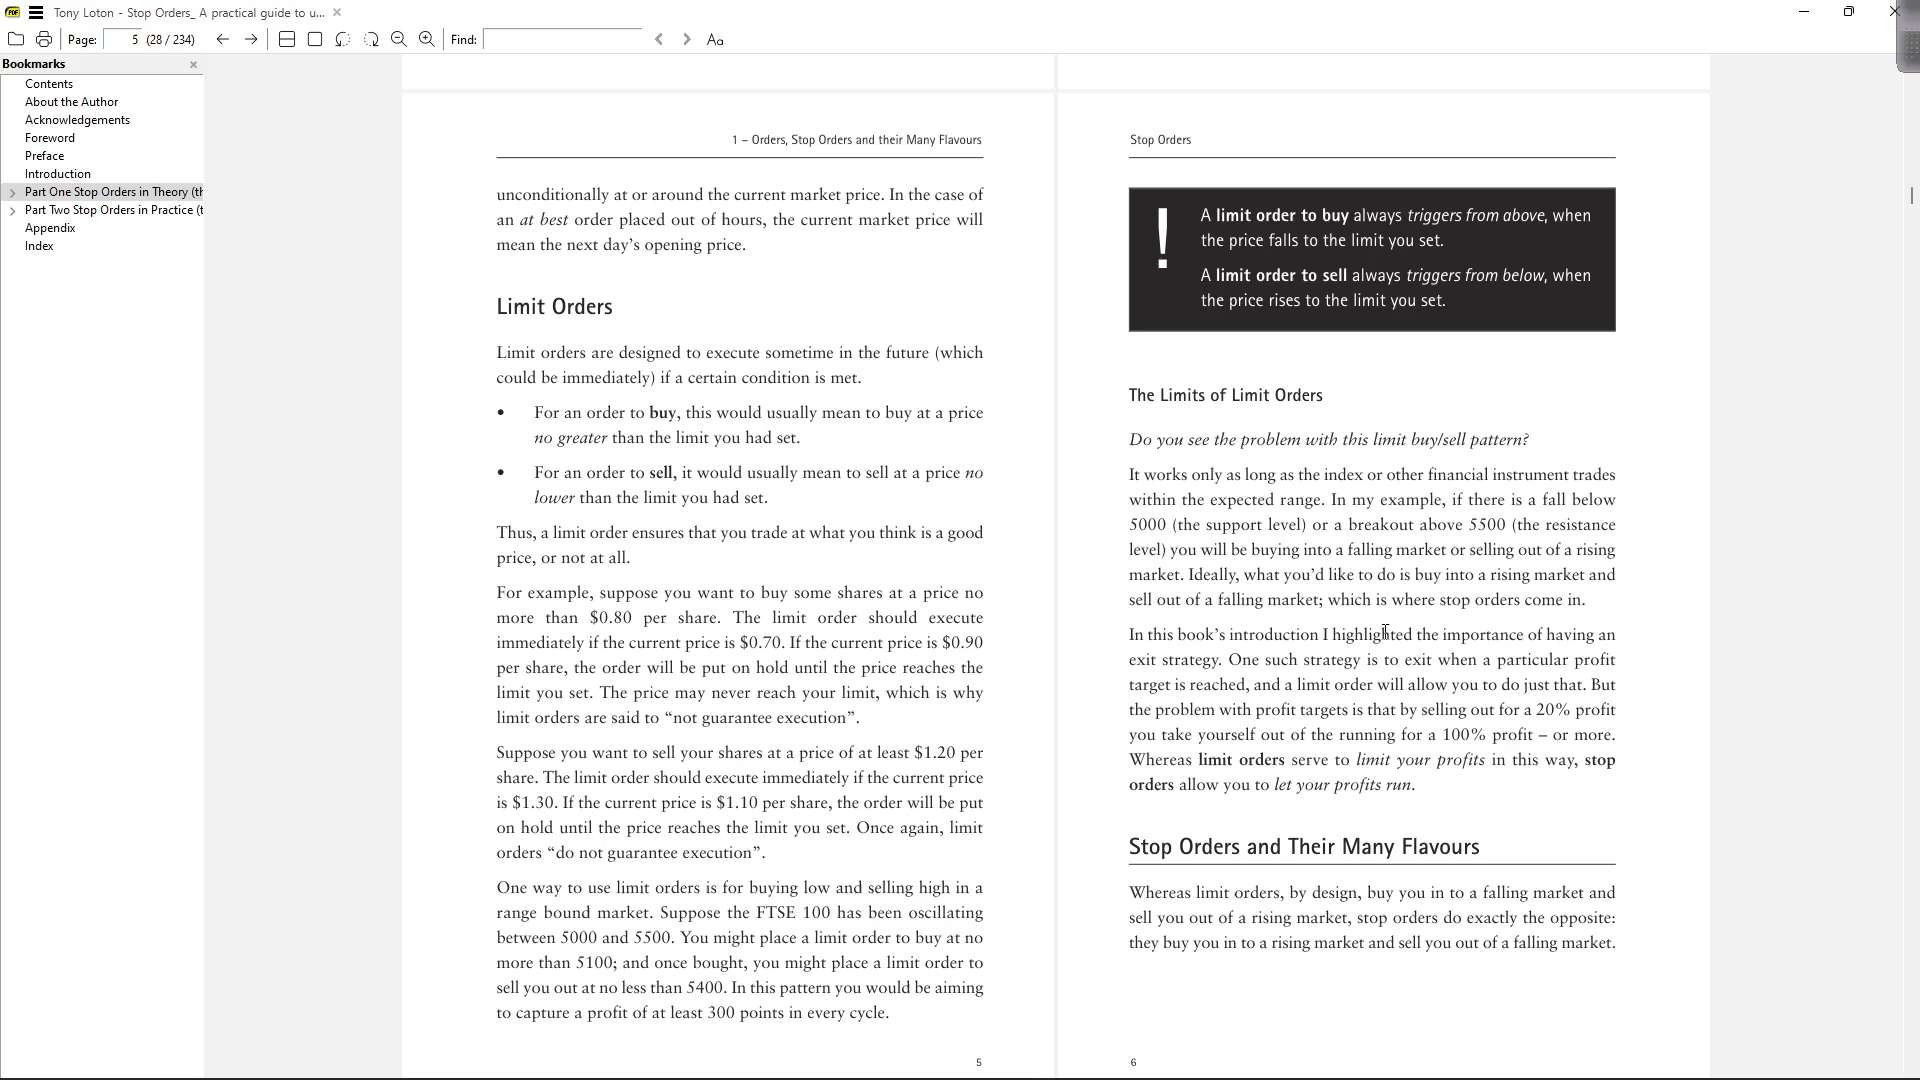 Tony Loton - Stop Orders_ A practical guide to u...
Page: 5 (28 / 234) Find: Aa
Bookmarks
Contents
About the Author
Acknowledgements
Foreword
Preface
Introduction
Part One Stop Orders in Theory (th
Part Two Stop Orders in Practice (t
Appendix
Index
1 – Orders, Stop Orders and their Many Flavours
unconditionally at or around the current market price. In the case of
an at best order placed out of hours, the current market price will
mean the next day’s opening price.
Limit Orders
Limit orders are designed to execute sometime in the future (which
could be immediately) if a certain condition is met.
• For an order to buy, this would usually mean to buy at a price
no greater than the limit you had set.
• For an order to sell, it would usually mean to sell at a price no
lower than the limit you had set.
Thus, a limit order ensures that you trade at what you think is a good
price, or not at all.
For example, suppose you want to buy some shares at a price no
more than $0.80 per share. The limit order should execute
immediately if the current price is $0.70. If the current price is $0.90
per share, the order will be put on hold until the price reaches the
limit you set. The price may never reach your limit, which is why
limit orders are said to “not guarantee execution”.
Suppose you want to sell your shares at a price of at least $1.20 per
share. The limit order should execute immediately if the current price
is $1.30. If the current price is $1.10 per share, the order will be put
on hold until the price reaches the limit you set. Once again, limit
orders “do not guarantee execution”.
One way to use limit orders is for buying low and selling high in a
range bound market. Suppose the FTSE 100 has been oscillating
between 5000 and 5500. You might place a limit order to buy at no
more than 5100; and once bought, you might place a limit order to
sell you out at no less than 5400. In this pattern you would be aiming
to capture a profit of at least 300 points in every cycle.
5
Stop Orders
! A limit order to buy always triggers from above, when
the price falls to the limit you set.
A limit order to sell always triggers from below, when
the price rises to the limit you set.
The Limits of Limit Orders
Do you see the problem with this limit buy/sell pattern?
It works only as long as the index or other financial instrument trades
within the expected range. In my example, if there is a fall below
5000 (the support level) or a breakout above 5500 (the resistance
level) you will be buying into a falling market or selling out of a rising
market. Ideally, what you’d like to do is buy into a rising market and
sell out of a falling market; which is where stop orders come in.
In this book’s introduction I highlighted the importance of having an
exit strategy. One such strategy is to exit when a particular profit
target is reached, and a limit order will allow you to do just that. But
the problem with profit targets is that by selling out for a 20% profit
you take yourself out of the running for a 100% profit – or more.
Whereas limit orders serve to limit your profits in this way, stop
orders allow you to let your profits run.
Stop Orders and Their Many Flavours
Whereas limit orders, by design, buy you in to a falling market and
sell you out of a rising market, stop orders do exactly the opposite:
they buy you in to a rising market and sell you out of a falling market.
6